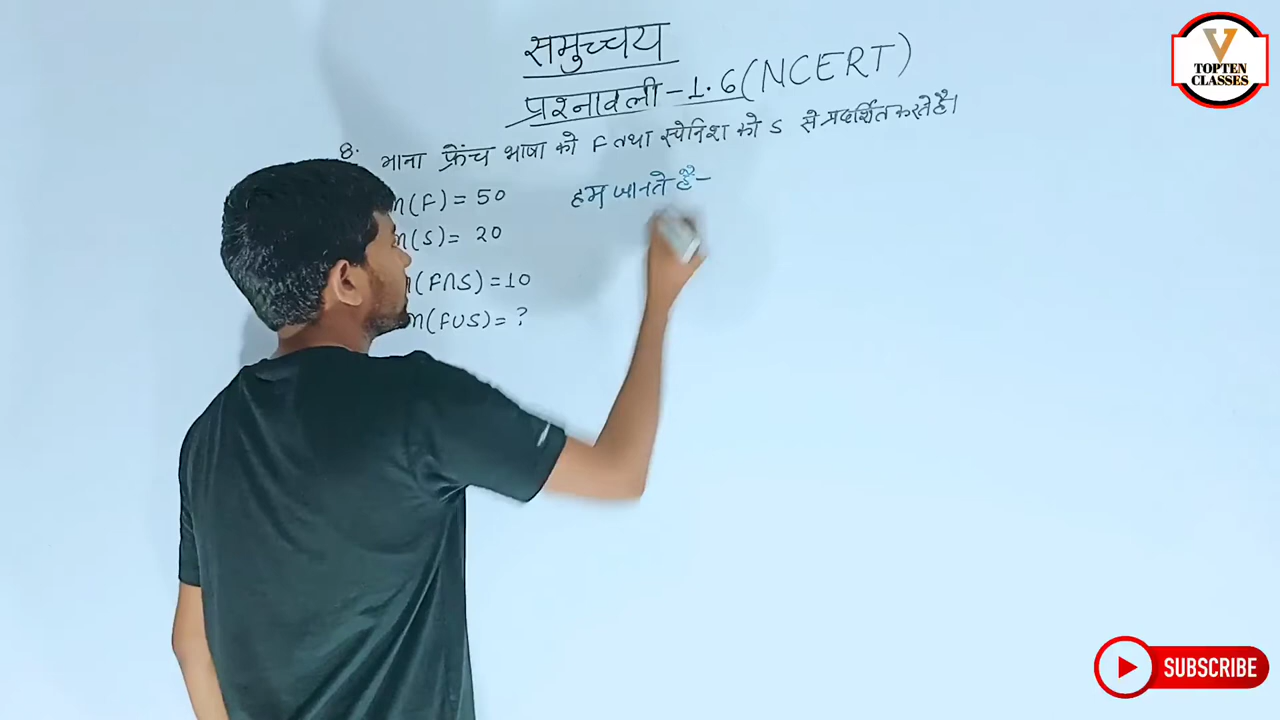 समुच्चय
प्रश्नावली - 1.6 (NCERT)
8. माना फ्रेंच भाषा को F तथा स्पेनिश को S से प्रदर्शित करते है।
n(F) = 50
हम जानते है-
n(S) = 20
n(F∩S) = 10
n(F∪S) = ?
V
TOPTEN
CLASSES
SUBSCRIBE